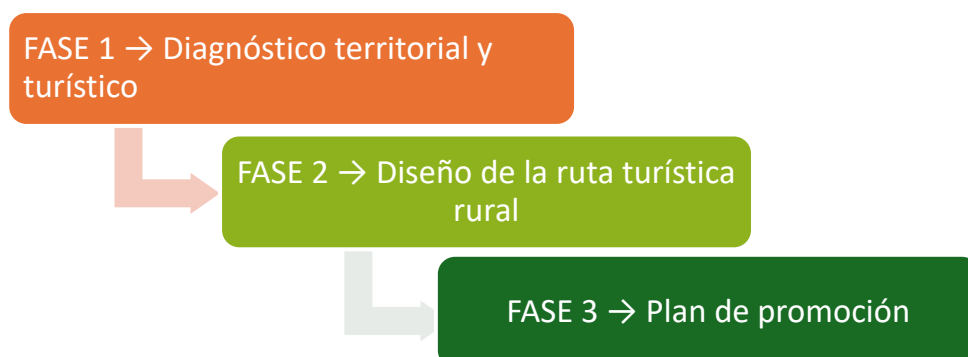 FASE 1 → Diagnóstico territorial y
turístico
FASE 2 → Diseño de la ruta turística
rural
FASE 3 → Plan de promoción